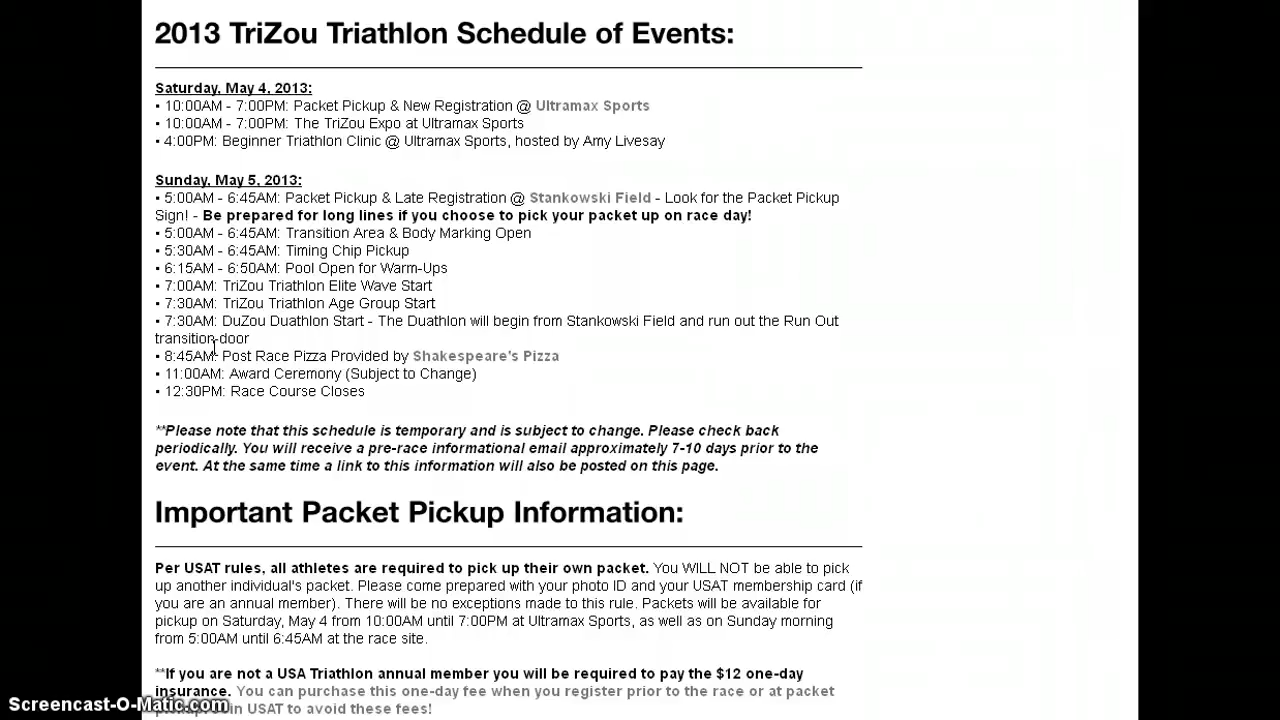 2013 TriZou Triathlon Schedule of Events:
Saturday, May 4, 2013:
• 10:00AM - 7:00PM: Packet Pickup & New Registration @ Ultramax Sports
• 10:00AM - 7:00PM: The TriZou Expo at Ultramax Sports
• 4:00PM: Beginner Triathlon Clinic @ Ultramax Sports, hosted by Amy Livesay
Sunday, May 5, 2013:
• 5:00AM - 6:45AM: Packet Pickup & Late Registration @ Stankowski Field - Look for the Packet Pickup
Sign! - Be prepared for long lines if you choose to pick your packet up on race day!
• 5:00AM - 6:45AM: Transition Area & Body Marking Open
• 5:30AM - 6:45AM: Timing Chip Pickup
• 6:15AM - 6:50AM: Pool Open for Warm-Ups
• 7:00AM: TriZou Triathlon Elite Wave Start
• 7:30AM: TriZou Triathlon Age Group Start
• 7:30AM: DuZou Duathlon Start - The Duathlon will begin from Stankowski Field and run out the Run Out
transition door
• 8:45AM: Post Race Pizza Provided by Shakespeare's Pizza
• 11:00AM: Award Ceremony (Subject to Change)
• 12:30PM: Race Course Closes
**Please note that this schedule is temporary and is subject to change. Please check back
periodically. You will receive a pre-race informational email approximately 7-10 days prior to the
event. At the same time a link to this information will also be posted on this page.
Important Packet Pickup Information:
Per USAT rules, all athletes are required to pick up their own packet. You WILL NOT be able to pick
up another individual's packet. Please come prepared with your photo ID and your USAT membership card (if
you are an annual member). There will be no exceptions made to this rule. Packets will be available for
pickup on Saturday, May 4 from 10:00AM until 7:00PM at Ultramax Sports, as well as on Sunday morning
from 5:00AM until 6:45AM at the race site.
**If you are not a USA Triathlon annual member you will be required to pay the $12 one-day
insurance. You can purchase this one-day fee when you register prior to the race or at packet
in USAT to avoid these fees!
Screencast-O-Matic.com